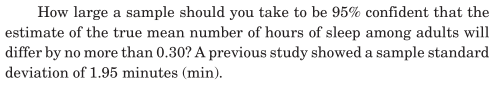 How large a sample should you take to be 95% confident that the
estimate of the true mean number of hours of sleep among adults will
differ by no more than 0.30? A previous study showed a sample standard
deviation of 1.95 minutes (min).